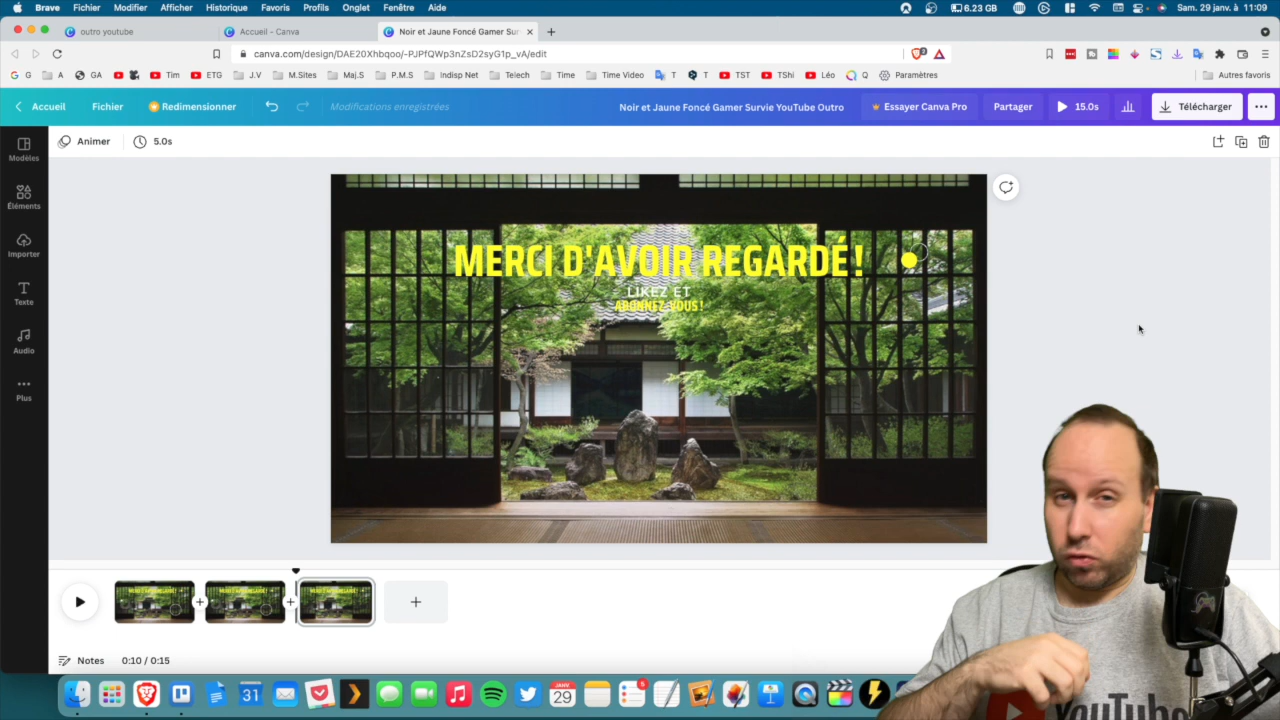 Brave Fichier Modifier Afficher Historique Favoris Profils Onglet Fenêtre Aide
6.23 GB
Sam. 29 janv. à 11:09
outro youtube
Accueil - Canva
Noir et Jaune Foncé Gamer Sur
canva.com/design/DAE20Xhbqoo/-PJPfQWp3nZsD2syG1p_vA/edit
G A GA Tim ETG J.V M.Sites Maj.S P.M.S Indisp Net Telech Time Time Video T T TST TShi Léo Q Paramètres Autres favoris
Accueil Fichier Redimensionner Modifications enregistrées
Noir et Jaune Foncé Gamer Survie YouTube Outro
Essayer Canva Pro Partager 15.0s Télécharger
Animer 5.0s
Modèles
Éléments
Importer
Texte
Audio
Plus
MERCI D'AVOIR REGARDÉ !
LIKEZ ET
ABONNEZ-VOUS !
Notes 0:10 / 0:15
31
JANV
29
5
YouTube